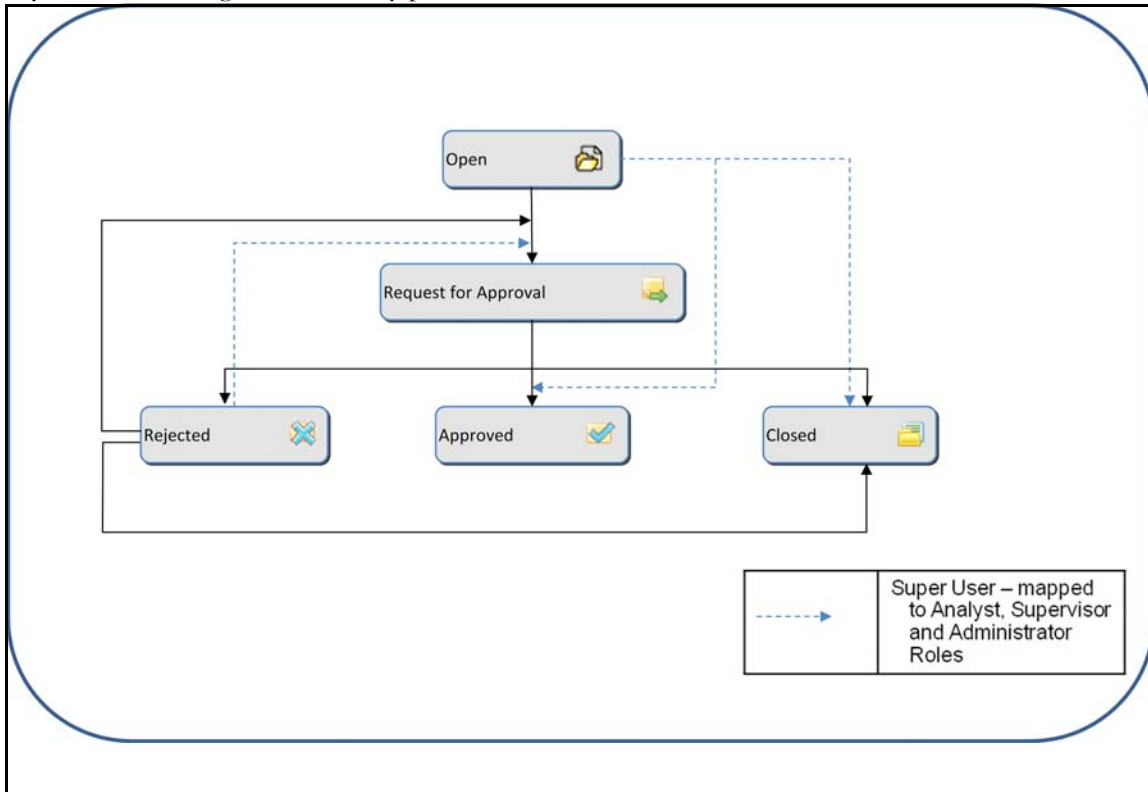 Open
Request for Approval
Rejected
Approved
Closed
Super User – mapped
to Analyst, Supervisor
and Administrator
Roles